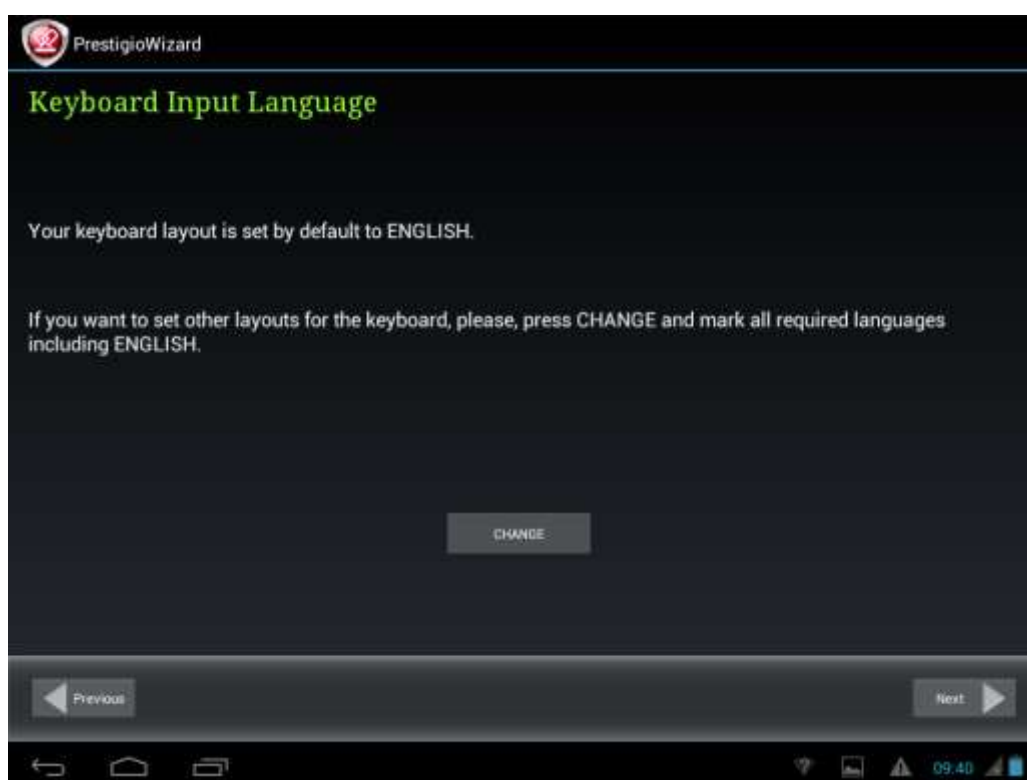 PrestigioWizard
Keyboard Input Language
Your keyboard layout is set by default to ENGLISH.
If you want to set other layouts for the keyboard, please, press CHANGE and mark all required languages
including ENGLISH.
CHANGE
Previous
Next
09:40